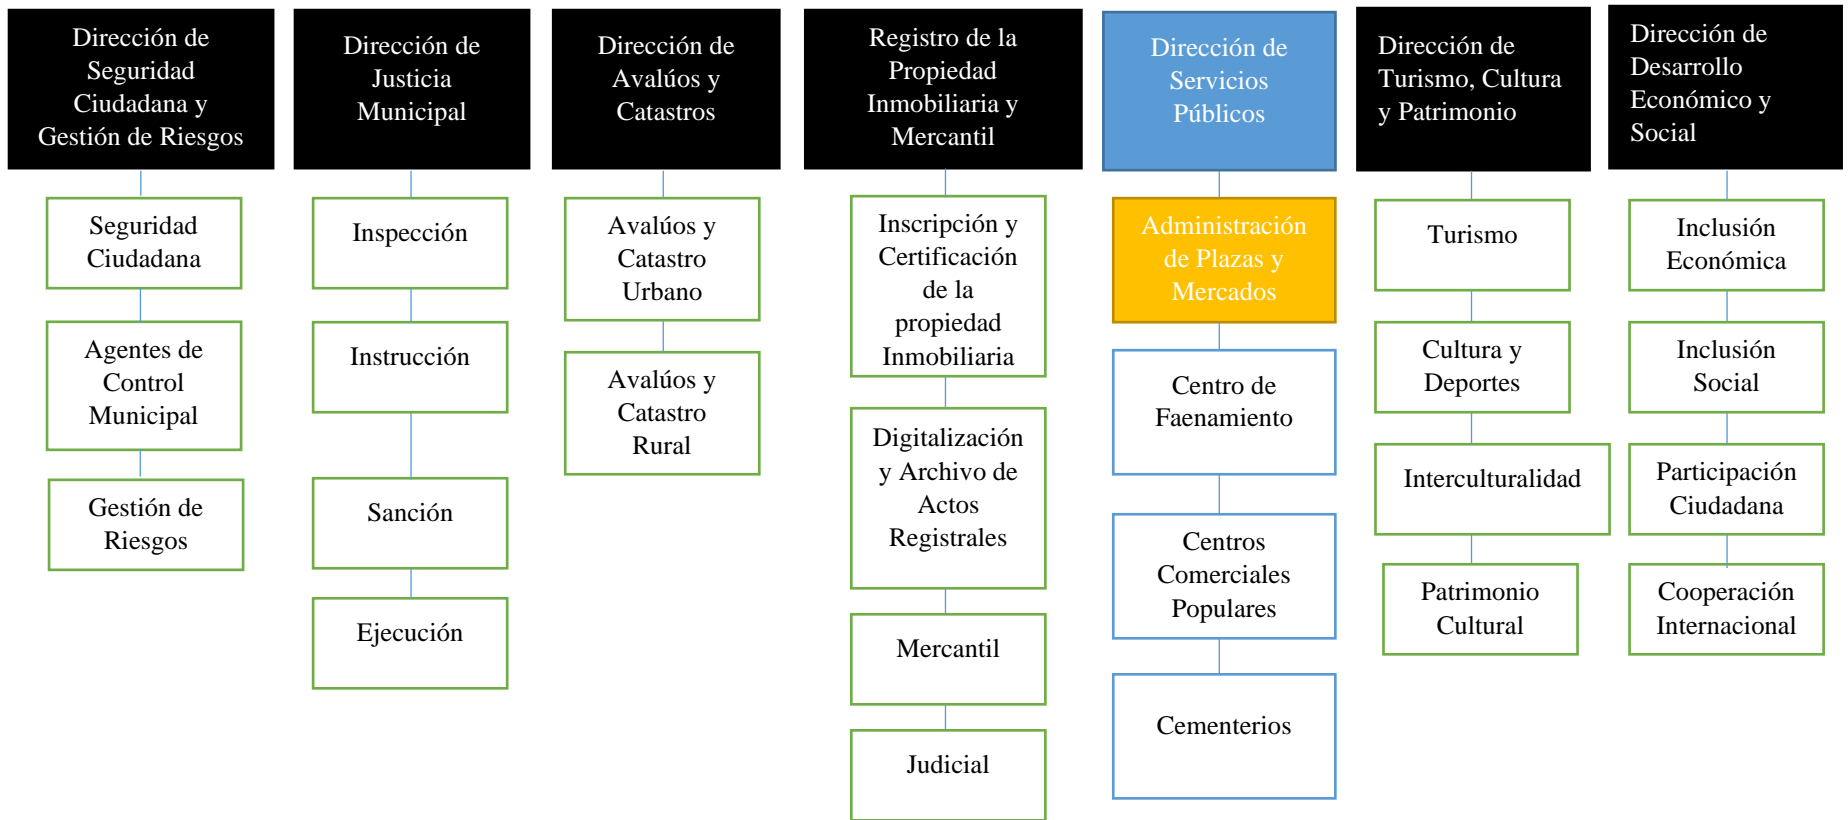 Dirección de
Seguridad
Ciudadana y
Gestión de Riesgos
Seguridad
Ciudadana
Agentes de
Control
Municipal
Gestión de
Riesgos
Dirección de
Justicia
Municipal
Inspección
Instrucción
Sanción
Ejecución
Dirección de
Avalúos y
Catastros
Avalúos y
Catastro
Urbano
Avalúos y
Catastro
Rural
Registro de la
Propiedad
Inmobiliaria y
Mercantil
Inscripción y
Certificación
de la
propiedad
Inmobiliaria
Digitalización
y Archivo de
Actos
Registrales
Mercantil
Judicial
Dirección de
Servicios
Públicos
Administración
de Plazas y
Mercados
Centro de
Faenamiento
Centros
Comerciales
Populares
Cementerios
Dirección de
Turismo, Cultura
y Patrimonio
Turismo
Cultura y
Deportes
Interculturalidad
Patrimonio
Cultural
Dirección de
Desarrollo
Económico y
Social
Inclusión
Económica
Inclusión
Social
Participación
Ciudadana
Cooperación
Internacional